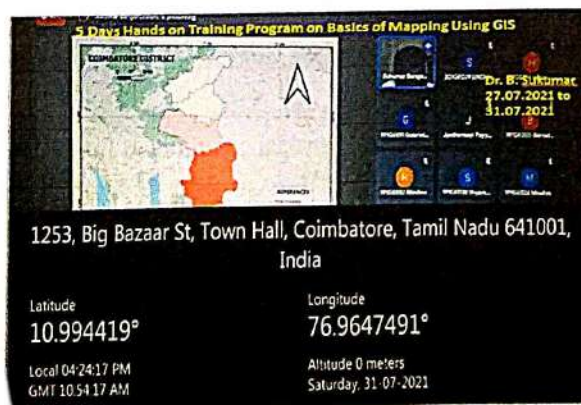 5 Days Hands on Training Program on Basics of Mapping Using GIS
COIMBATORE DISTRICT
Dr. B. Sukumar
27.07.2021 to
31.07.2021
1253, Big Bazaar St, Town Hall, Coimbatore, Tamil Nadu 641001,
India
Latitude
10.994419°
Longitude
76.9647491°
Local 04:24:17 PM
GMT 10:54:17 AM
Altitude 0 meters
Saturday, 31-07-2021